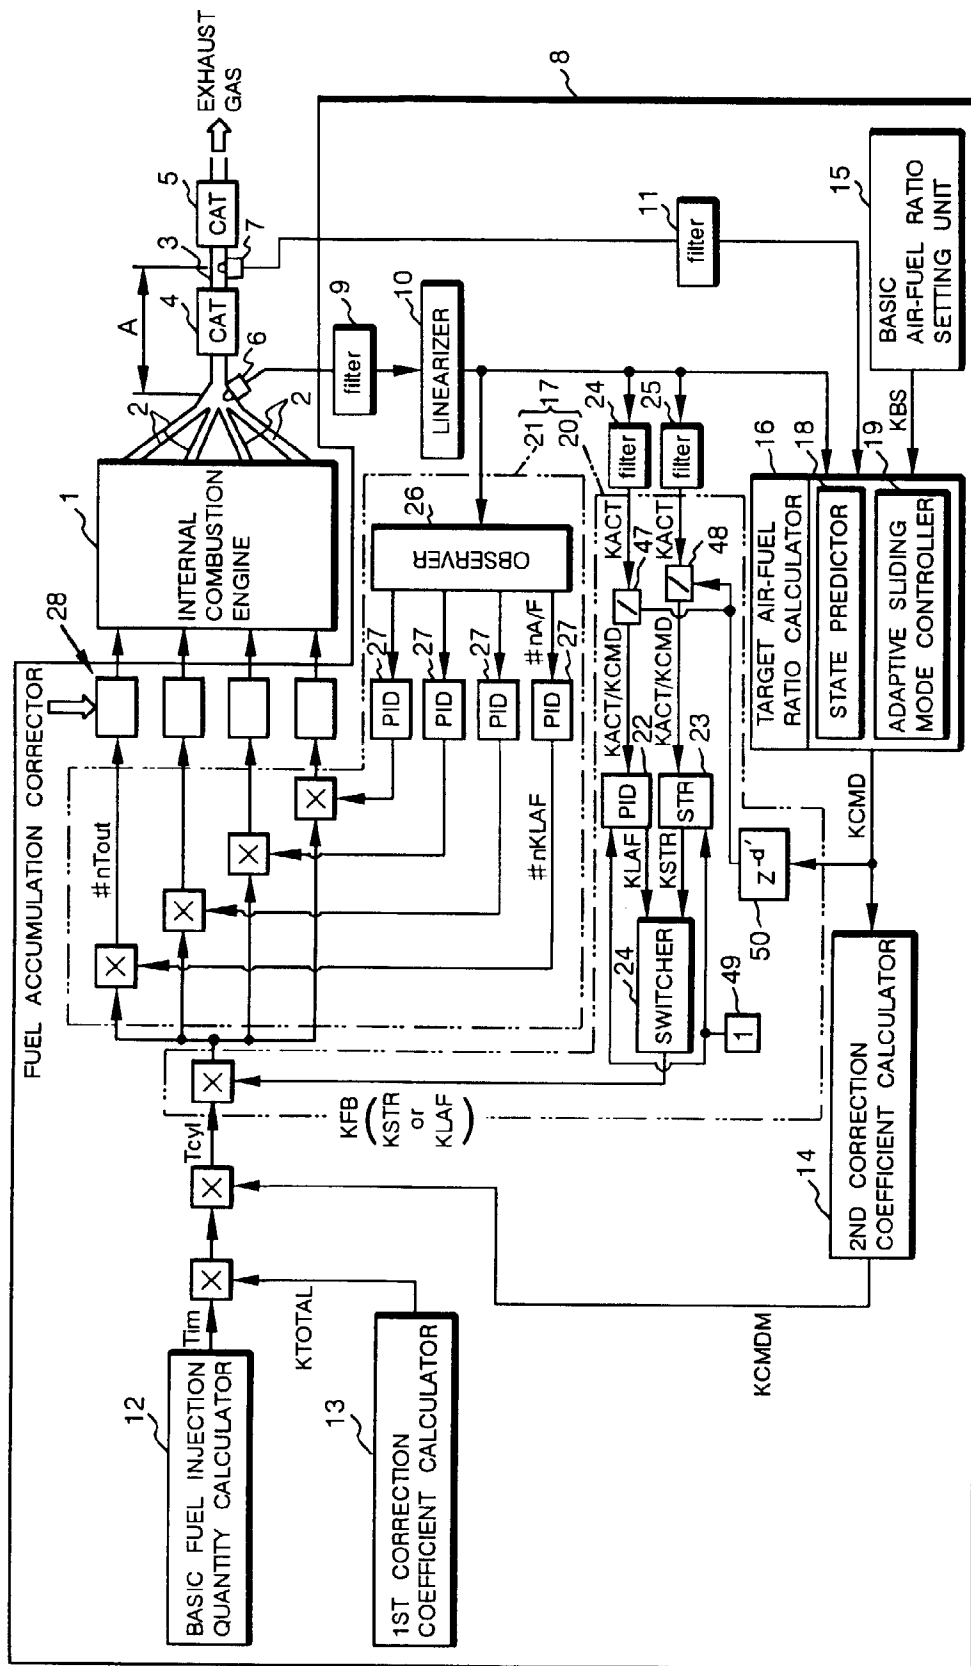 FUEL ACCUMULATION CORRECTOR
28
1
INTERNAL
COMBUSTION
ENGINE
2
2
A
4
CAT
3
5
CAT
6
7
EXHAUST
GAS
8
9
filter
10
LINEARIZER
11
filter
12
BASIC FUEL INJECTION
QUANTITY CALCULATOR
Tim
13
1ST CORRECTION
COEFFICIENT CALCULATOR
KTOTAL
Tcyl
KCMDM
14
2ND CORRECTION
COEFFICIENT CALCULATOR
#nTout
#nKLAF
#nA/F
PID
27
PID
27
PID
27
PID
27
26
OBSERVER
21
20
17
24
filter
25
filter
KACT
47
KACT
48
KACT/KCMD
KACT/KCMD
22
PID
23
STR
KLAF
KSTR
24
SWITCHER
KFB
KSTR
or
KLAF
49
1
50
Z-d'
KCMD
16
TARGET AIR-FUEL
RATIO CALCULATOR
18
STATE PREDICTOR
19
ADAPTIVE SLIDING
MODE CONTROLLER
KBS
15
BASIC
AIR-FUEL RATIO
SETTING UNIT